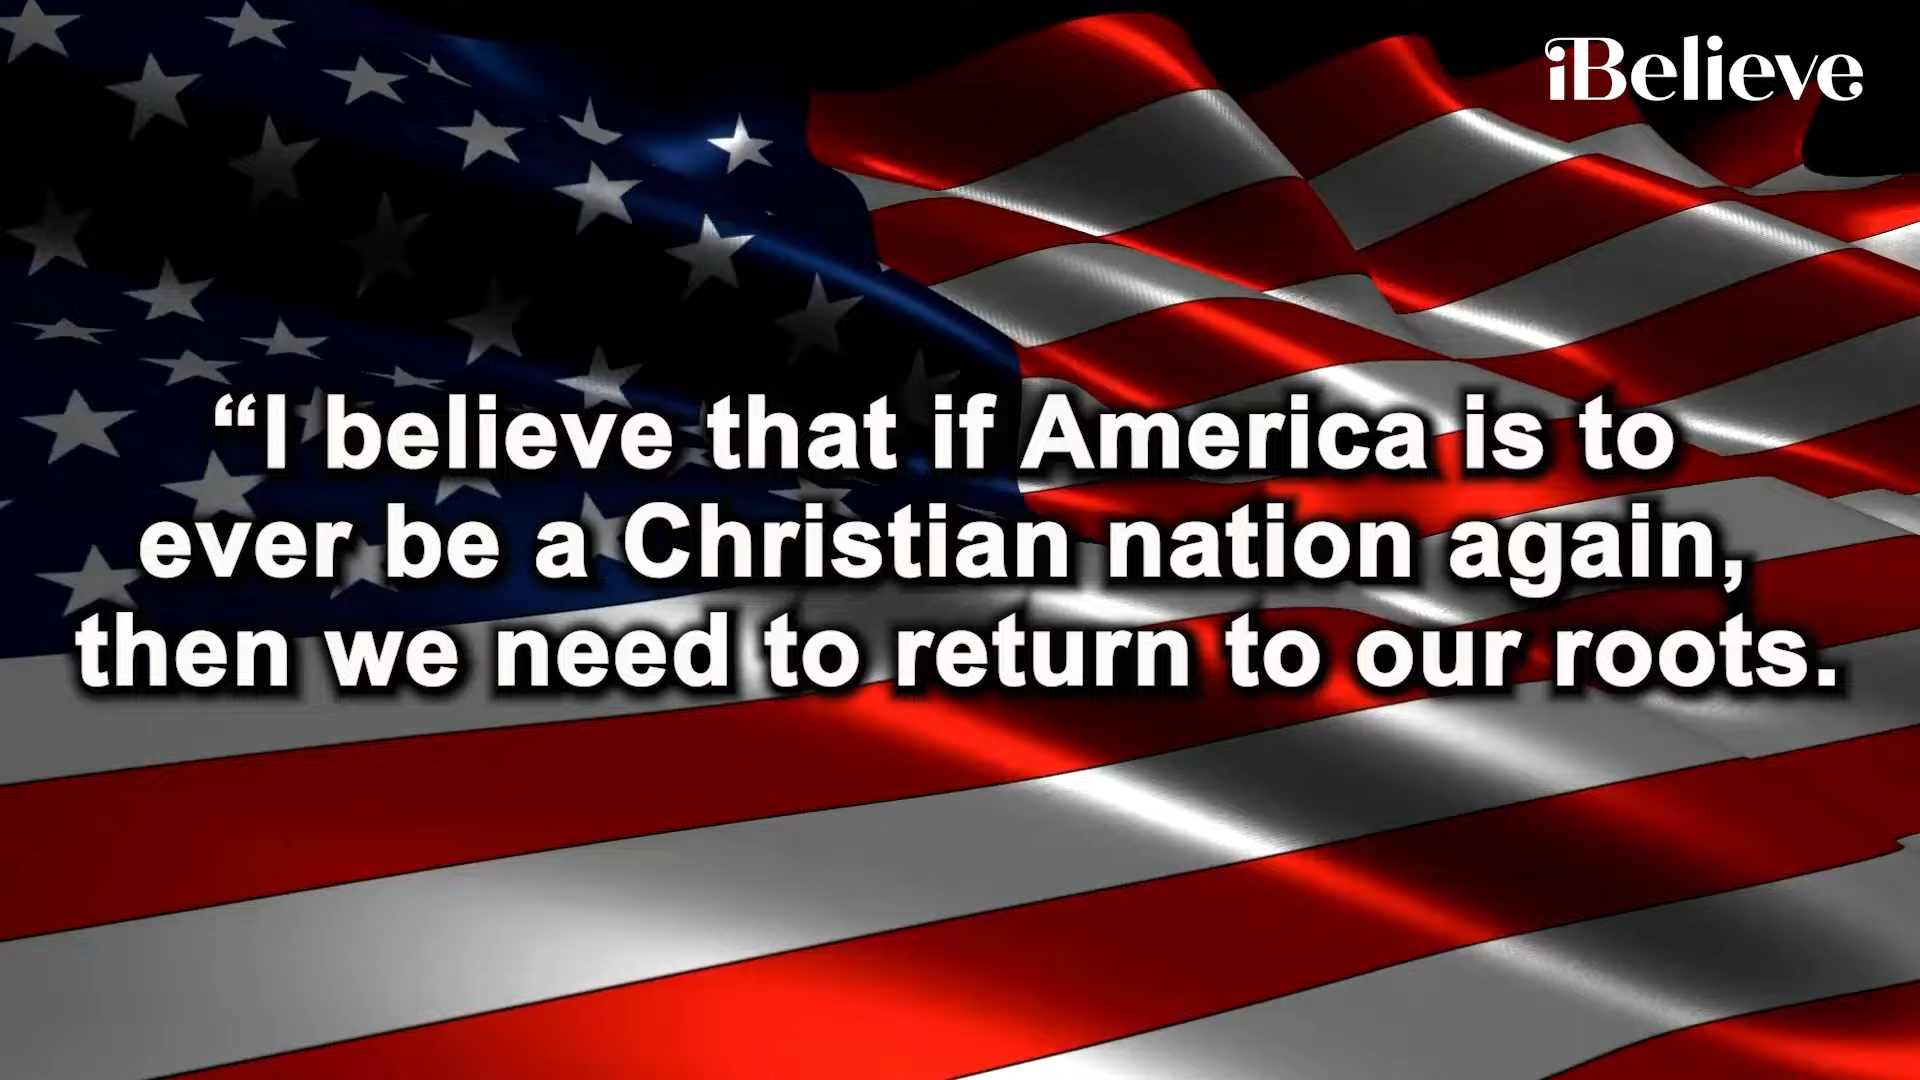 iBelieve
“I believe that if America is to
ever be a Christian nation again,
then we need to return to our roots.